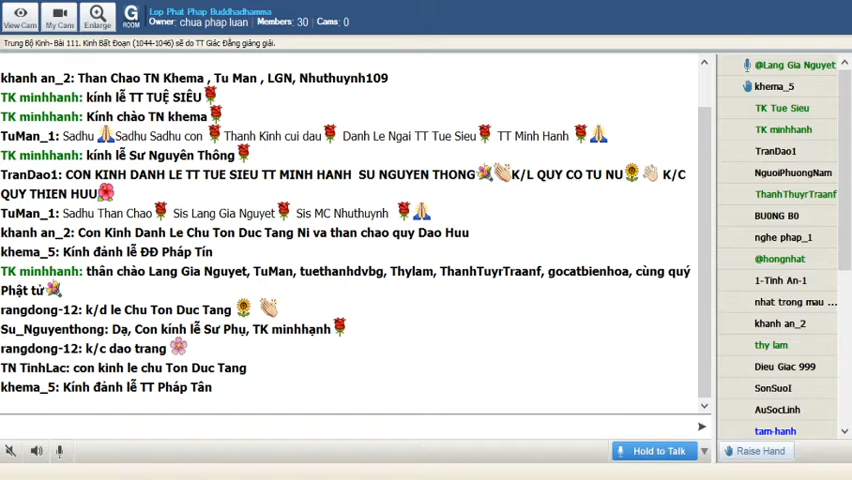 Lop Phat Phap Buddhadhamma
Owner: chua phap luan Members: 30 Cams: 0
View Cam
My Cams
Enlarge
G
ROOM
Trung Bộ Kinh- Bài 111. Kinh Bất Đoạn (1044-1046) sẽ do TT Giác Đẳng giảng giải.
khanh an_2: Than Chao TN Khema , Tu Man , LGN, Nhuthuynh109
TK minhhanh: kính lễ TT TUỆ SIÊU
TK minhhanh: Kính chào TN khema
TuMan_1: Sadhu Sadhu Sadhu con Thanh Kinh cui dau Danh Le Ngai TT Tue Sieu TT Minh Hanh
TK minhhanh: kính lễ Sư Nguyên Thông
TranDao1: CON KINH DANH LE TT TUE SIEU TT MINH HANH SU NGUYEN THONG K/L QUY CO TU NU K/C
QUY THIEN HUU
TuMan_1: Sadhu Than Chao Sis Lang Gia Nguyet Sis MC Nhuthuynh
khanh an_2: Con Kinh Danh Le Chu Ton Duc Tang Ni va than chao quy Dao Huu
khema_5: Kính đảnh lễ ĐĐ Pháp Tín
TK minhhanh: thân chào Lang Gia Nguyet, TuMan, tuethanhdvbg, Thylam, ThanhTuyrTraanf, gocatbienhoa, cùng quý
Phật tử
rangdong-12: k/d le Chu Ton Duc Tang
Su_Nguyenthong: Dạ, Con kính lễ Sư Phụ, TK minhhạnh
rangdong-12: k/c dao trang
TN TinhLac: con kinh le chu Ton Duc Tang
khema_5: Kính đảnh lễ TT Pháp Tân
@Lang Gia Nguyet
khema_5
TK Tue Sieu
TK minhhanh
TranDao1
NguoiPhuongNam
ThanhThuyrTraanf
BU0NG B0
nghe phap_1
@hongnhat
1-Tinh An-1
nhat trong mau ...
khanh an_2
thy lam
Dieu Giac 999
SonSuoI
AuSocLinh
tam-hanh
Hold to Talk
Raise Hand